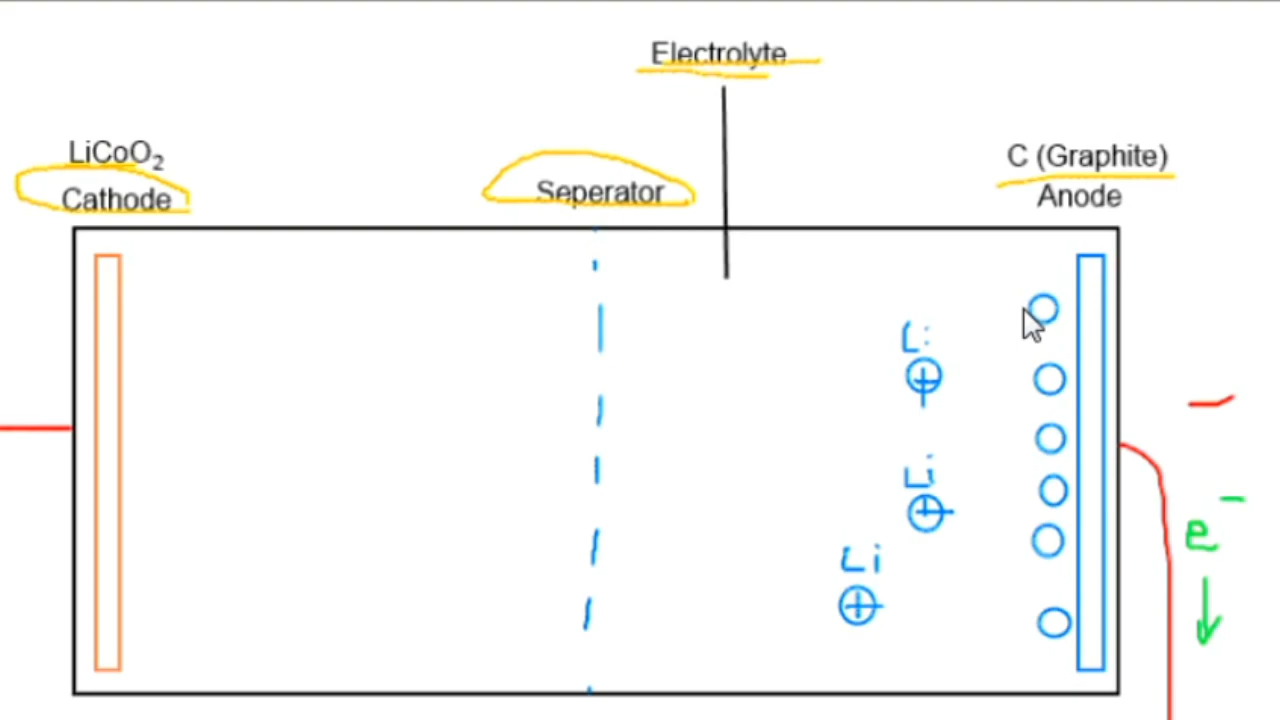 Electrolyte
LiCoO₂
Cathode
Seperator
C (Graphite)
Anode
Li
Li
Li
e⁻